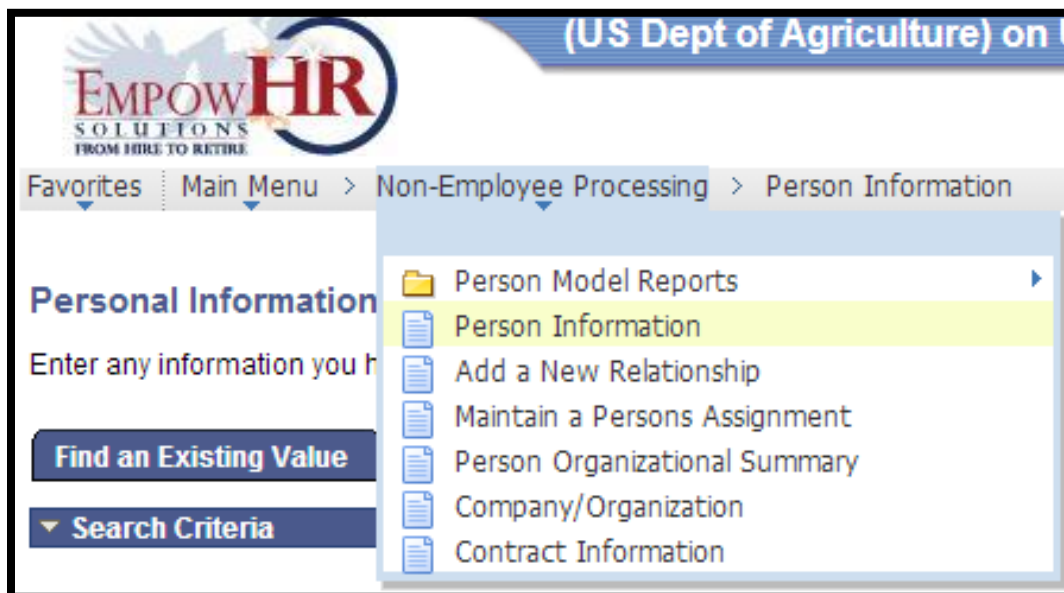 (US Dept of Agriculture) on
EMPOWHR
SOLUTIONS
FROM HIRE TO RETIRE
Favorites Main Menu > Non-Employee Processing > Person Information
Person Model Reports
Personal Information
Person Information
Enter any information you h
Add a New Relationship
Maintain a Persons Assignment
Find an Existing Value
Person Organizational Summary
Company/Organization
Search Criteria
Contract Information